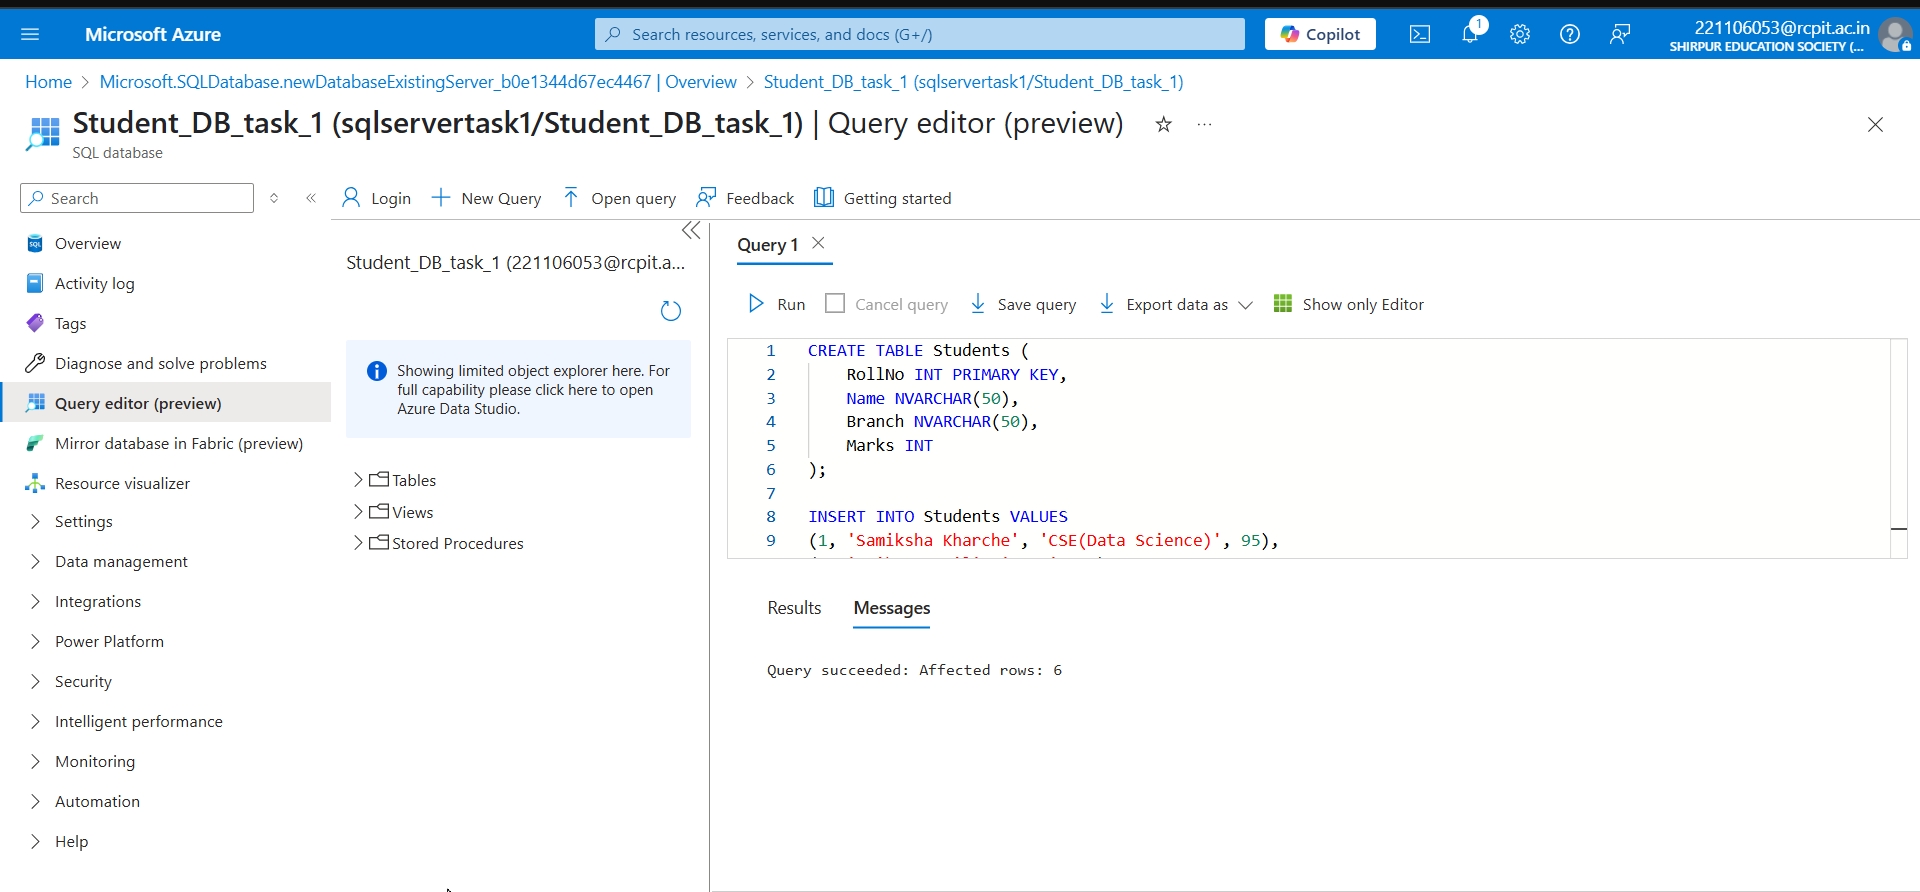 Microsoft Azure
Search resources, services, and docs (G+/)
Copilot
1
221106053@rcpit.ac.in
SHIRPUR EDUCATION SOCIETY (...
Home > Microsoft.SQLDatabase.newDatabaseExistingServer_b0e1344d67ec4467 | Overview > Student_DB_task_1 (sqlservertask1/Student_DB_task_1)
Student_DB_task_1 (sqlservertask1/Student_DB_task_1) | Query editor (preview)
SQL database
Search
Overview
Activity log
Tags
Diagnose and solve problems
Query editor (preview)
Mirror database in Fabric (preview)
Resource visualizer
Settings
Data management
Integrations
Power Platform
Security
Intelligent performance
Monitoring
Automation
Help
Login
New Query
Open query
Feedback
Getting started
Student_DB_task_1 (221106053@rcpit.a...
Showing limited object explorer here. For
full capability please click here to open
Azure Data Studio.
Tables
Views
Stored Procedures
Query 1
Run
Cancel query
Save query
Export data as
Show only Editor
1 CREATE TABLE Students (
2 RollNo INT PRIMARY KEY,
3 Name NVARCHAR(50),
4 Branch NVARCHAR(50),
5 Marks INT
6 );
7
8 INSERT INTO Students VALUES
9 (1, 'Samiksha Kharche', 'CSE(Data Science)', 95),
Results
Messages
Query succeeded: Affected rows: 6